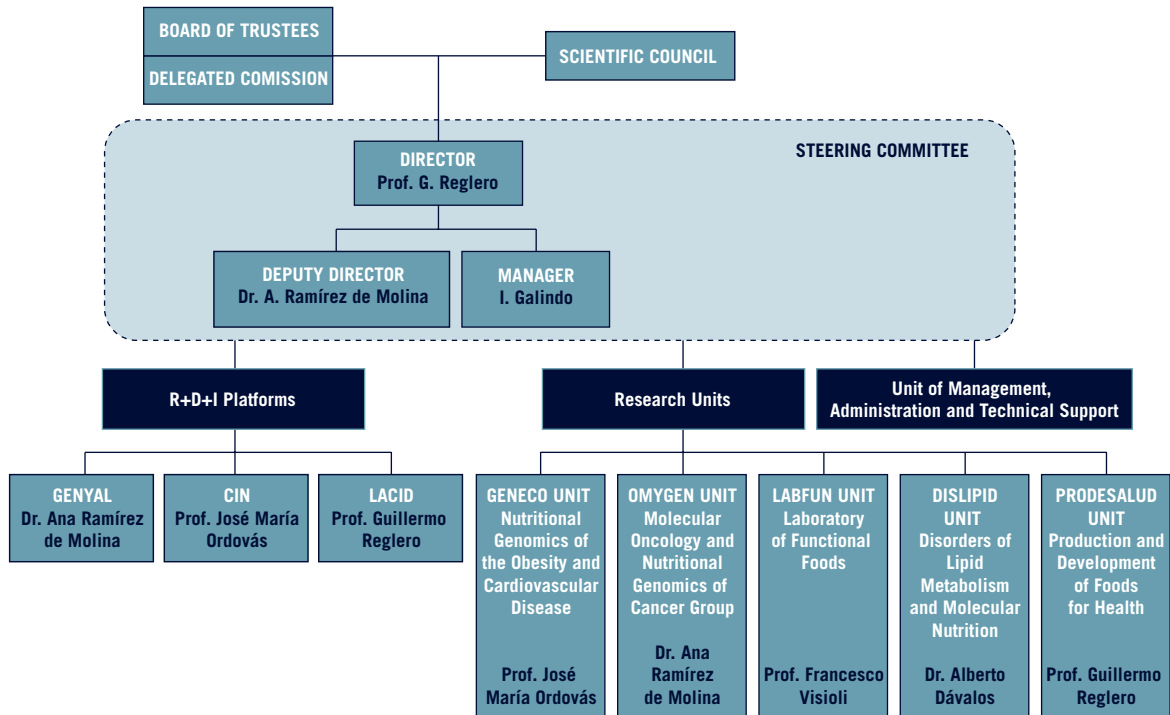 BOARD OF TRUSTEES
DELEGATED COMISSION
SCIENTIFIC COUNCIL
STEERING COMMITTEE
DIRECTOR
Prof. G. Reglero
DEPUTY DIRECTOR
Dr. A. Ramírez de Molina
MANAGER
I. Galindo
R+D+I Platforms
Research Units
Unit of Management,
Administration and Technical Support
GENYAL
Dr. Ana Ramírez
de Molina
CIN
Prof. José María
Ordovás
LACID
Prof. Guillermo
Reglero
GENECO UNIT
Nutritional
Genomics of
the Obesity and
Cardiovascular
Disease
Prof. José
María Ordovás
OMYGEN UNIT
Molecular
Oncology and
Nutritional
Genomics of
Cancer Group
Dr. Ana
Ramírez
de Molina
LABFUN UNIT
Laboratory
of Functional
Foods
Prof. Francesco
Visioli
DISLIPID
UNIT
Disorders of
Lipid
Metabolism
and Molecular
Nutrition
Dr. Alberto
Dávalos
PRODESALUD
UNIT
Production and
Development
of Foods
for Health
Prof. Guillermo
Reglero